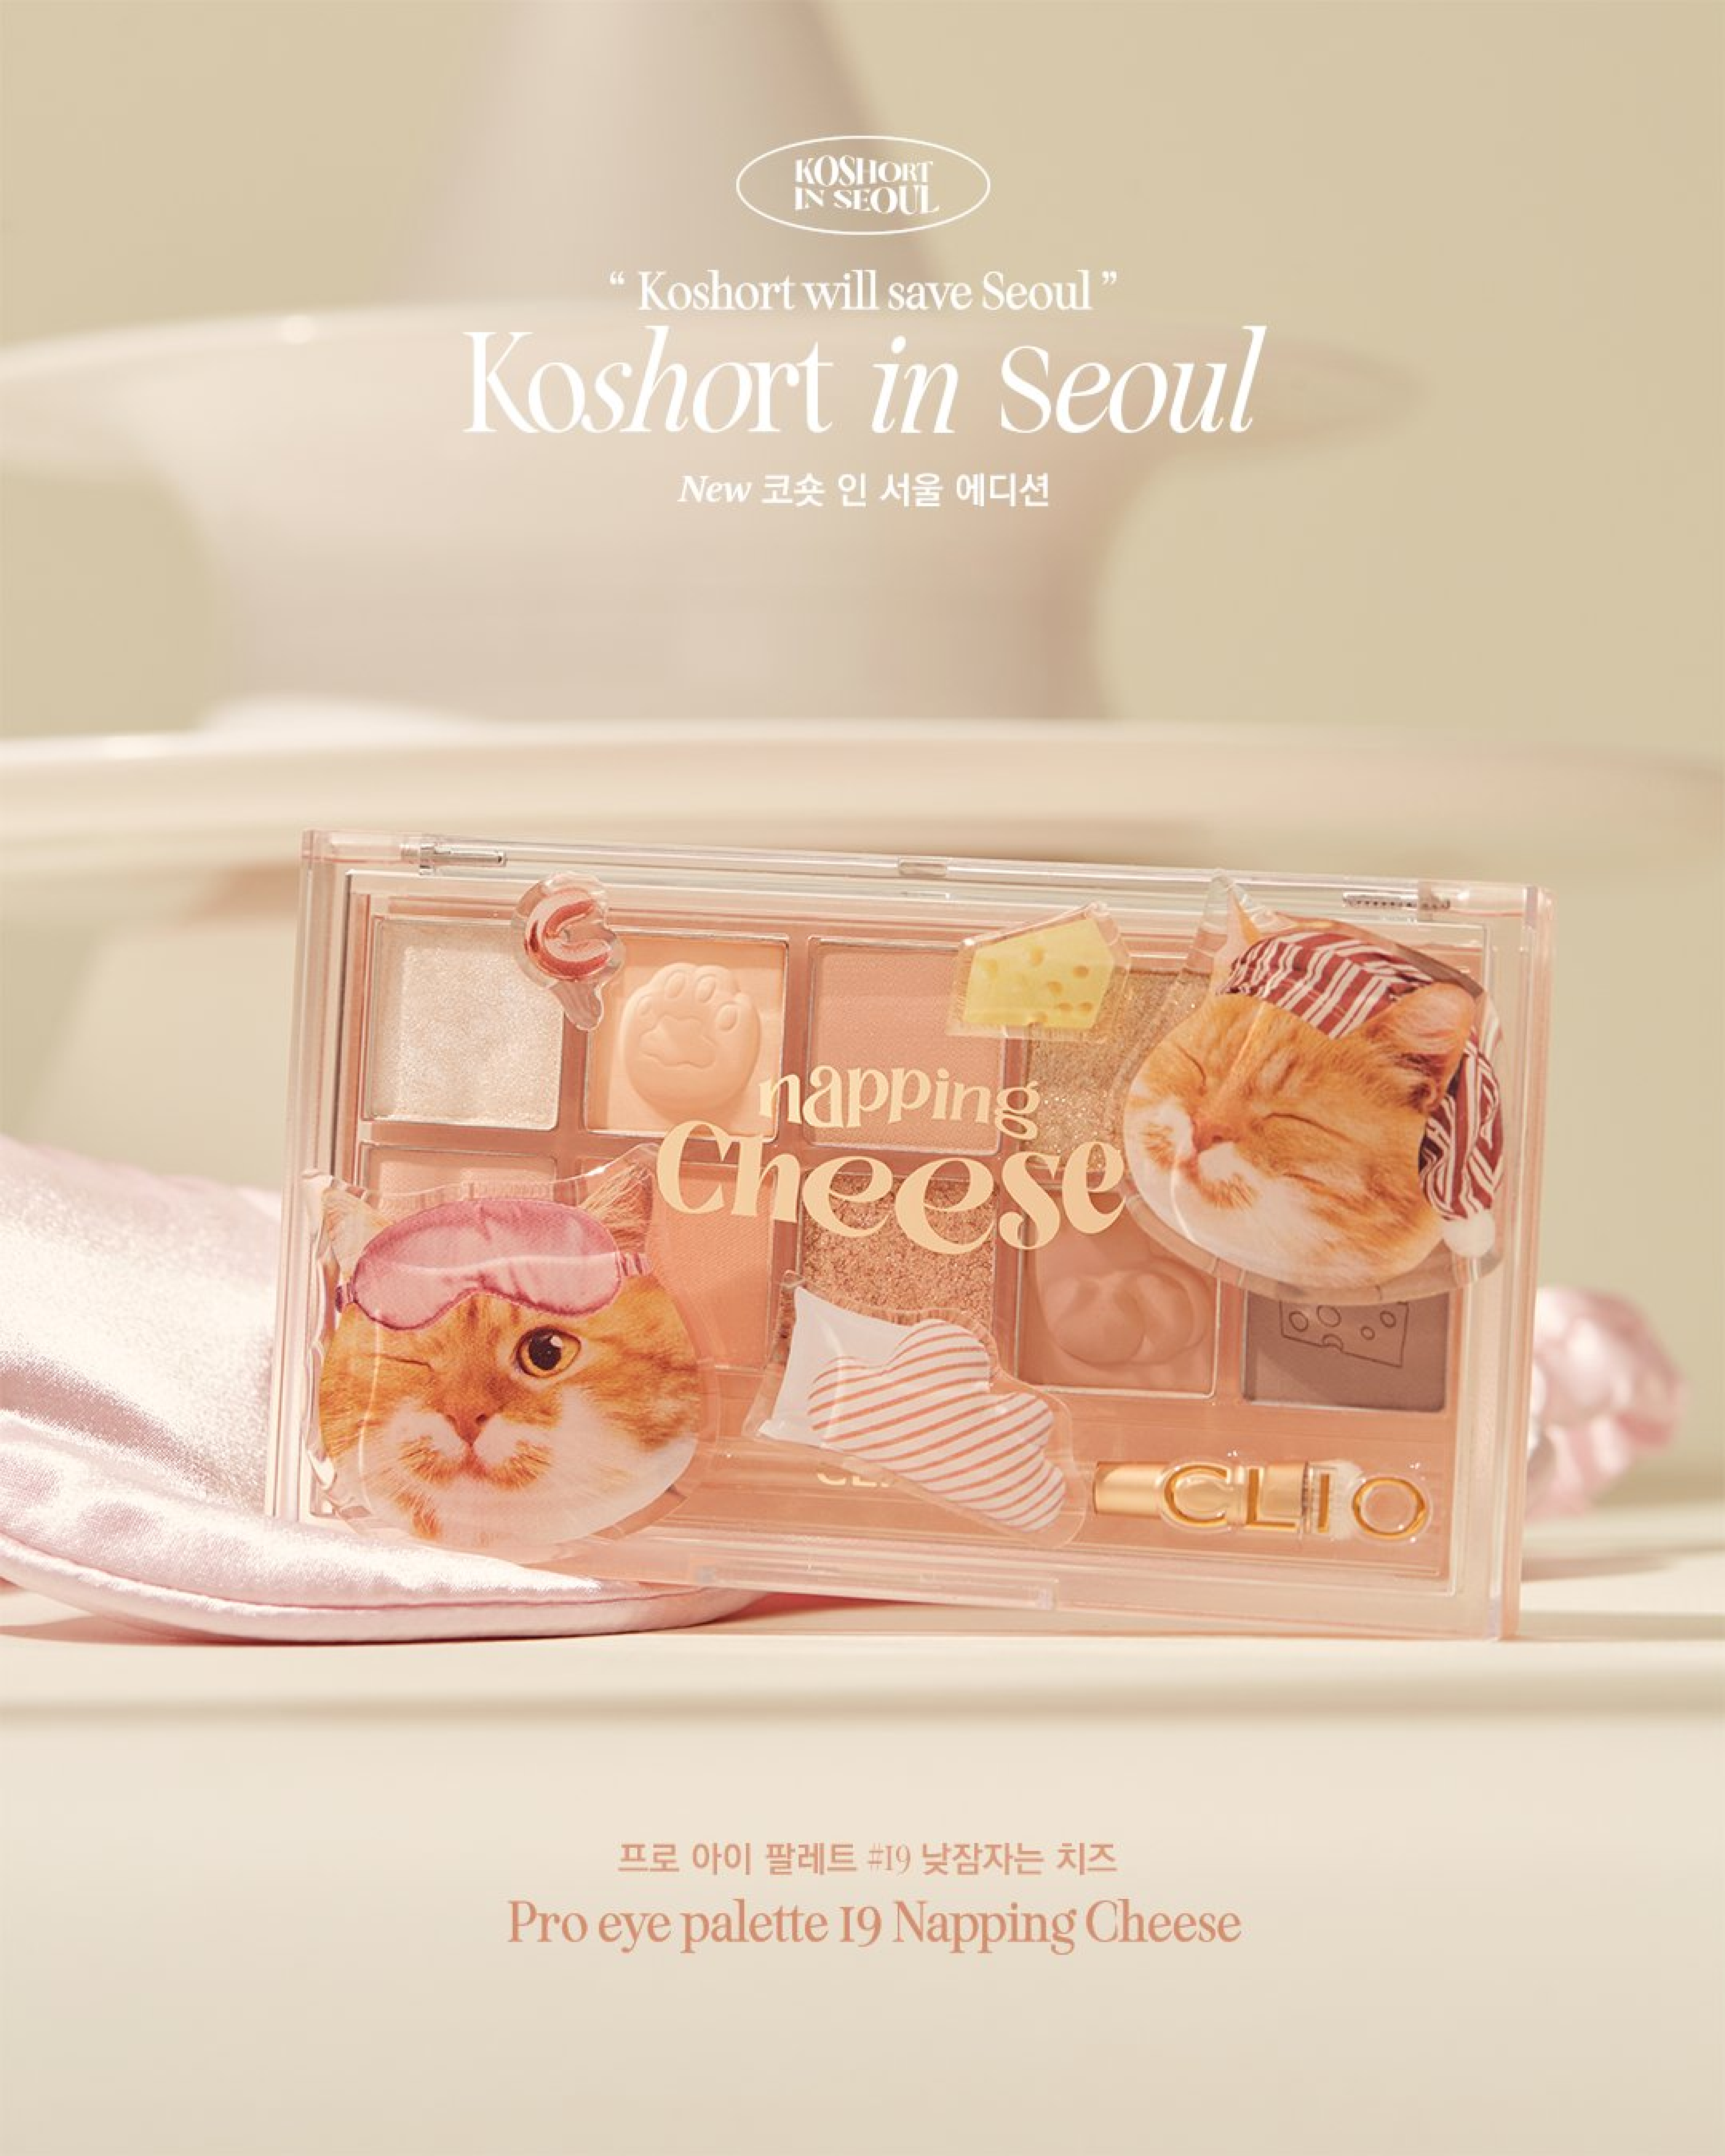 KOSHORT
IN SEOUL
“ Koshort will save Seoul ”
Koshort in Seoul
New 코숏 인 서울 에디션
C
napping
Cheese
CLIO
프로 아이 팔레트 #19 낮잠자는 치즈
Pro eye palette 19 Napping Cheese